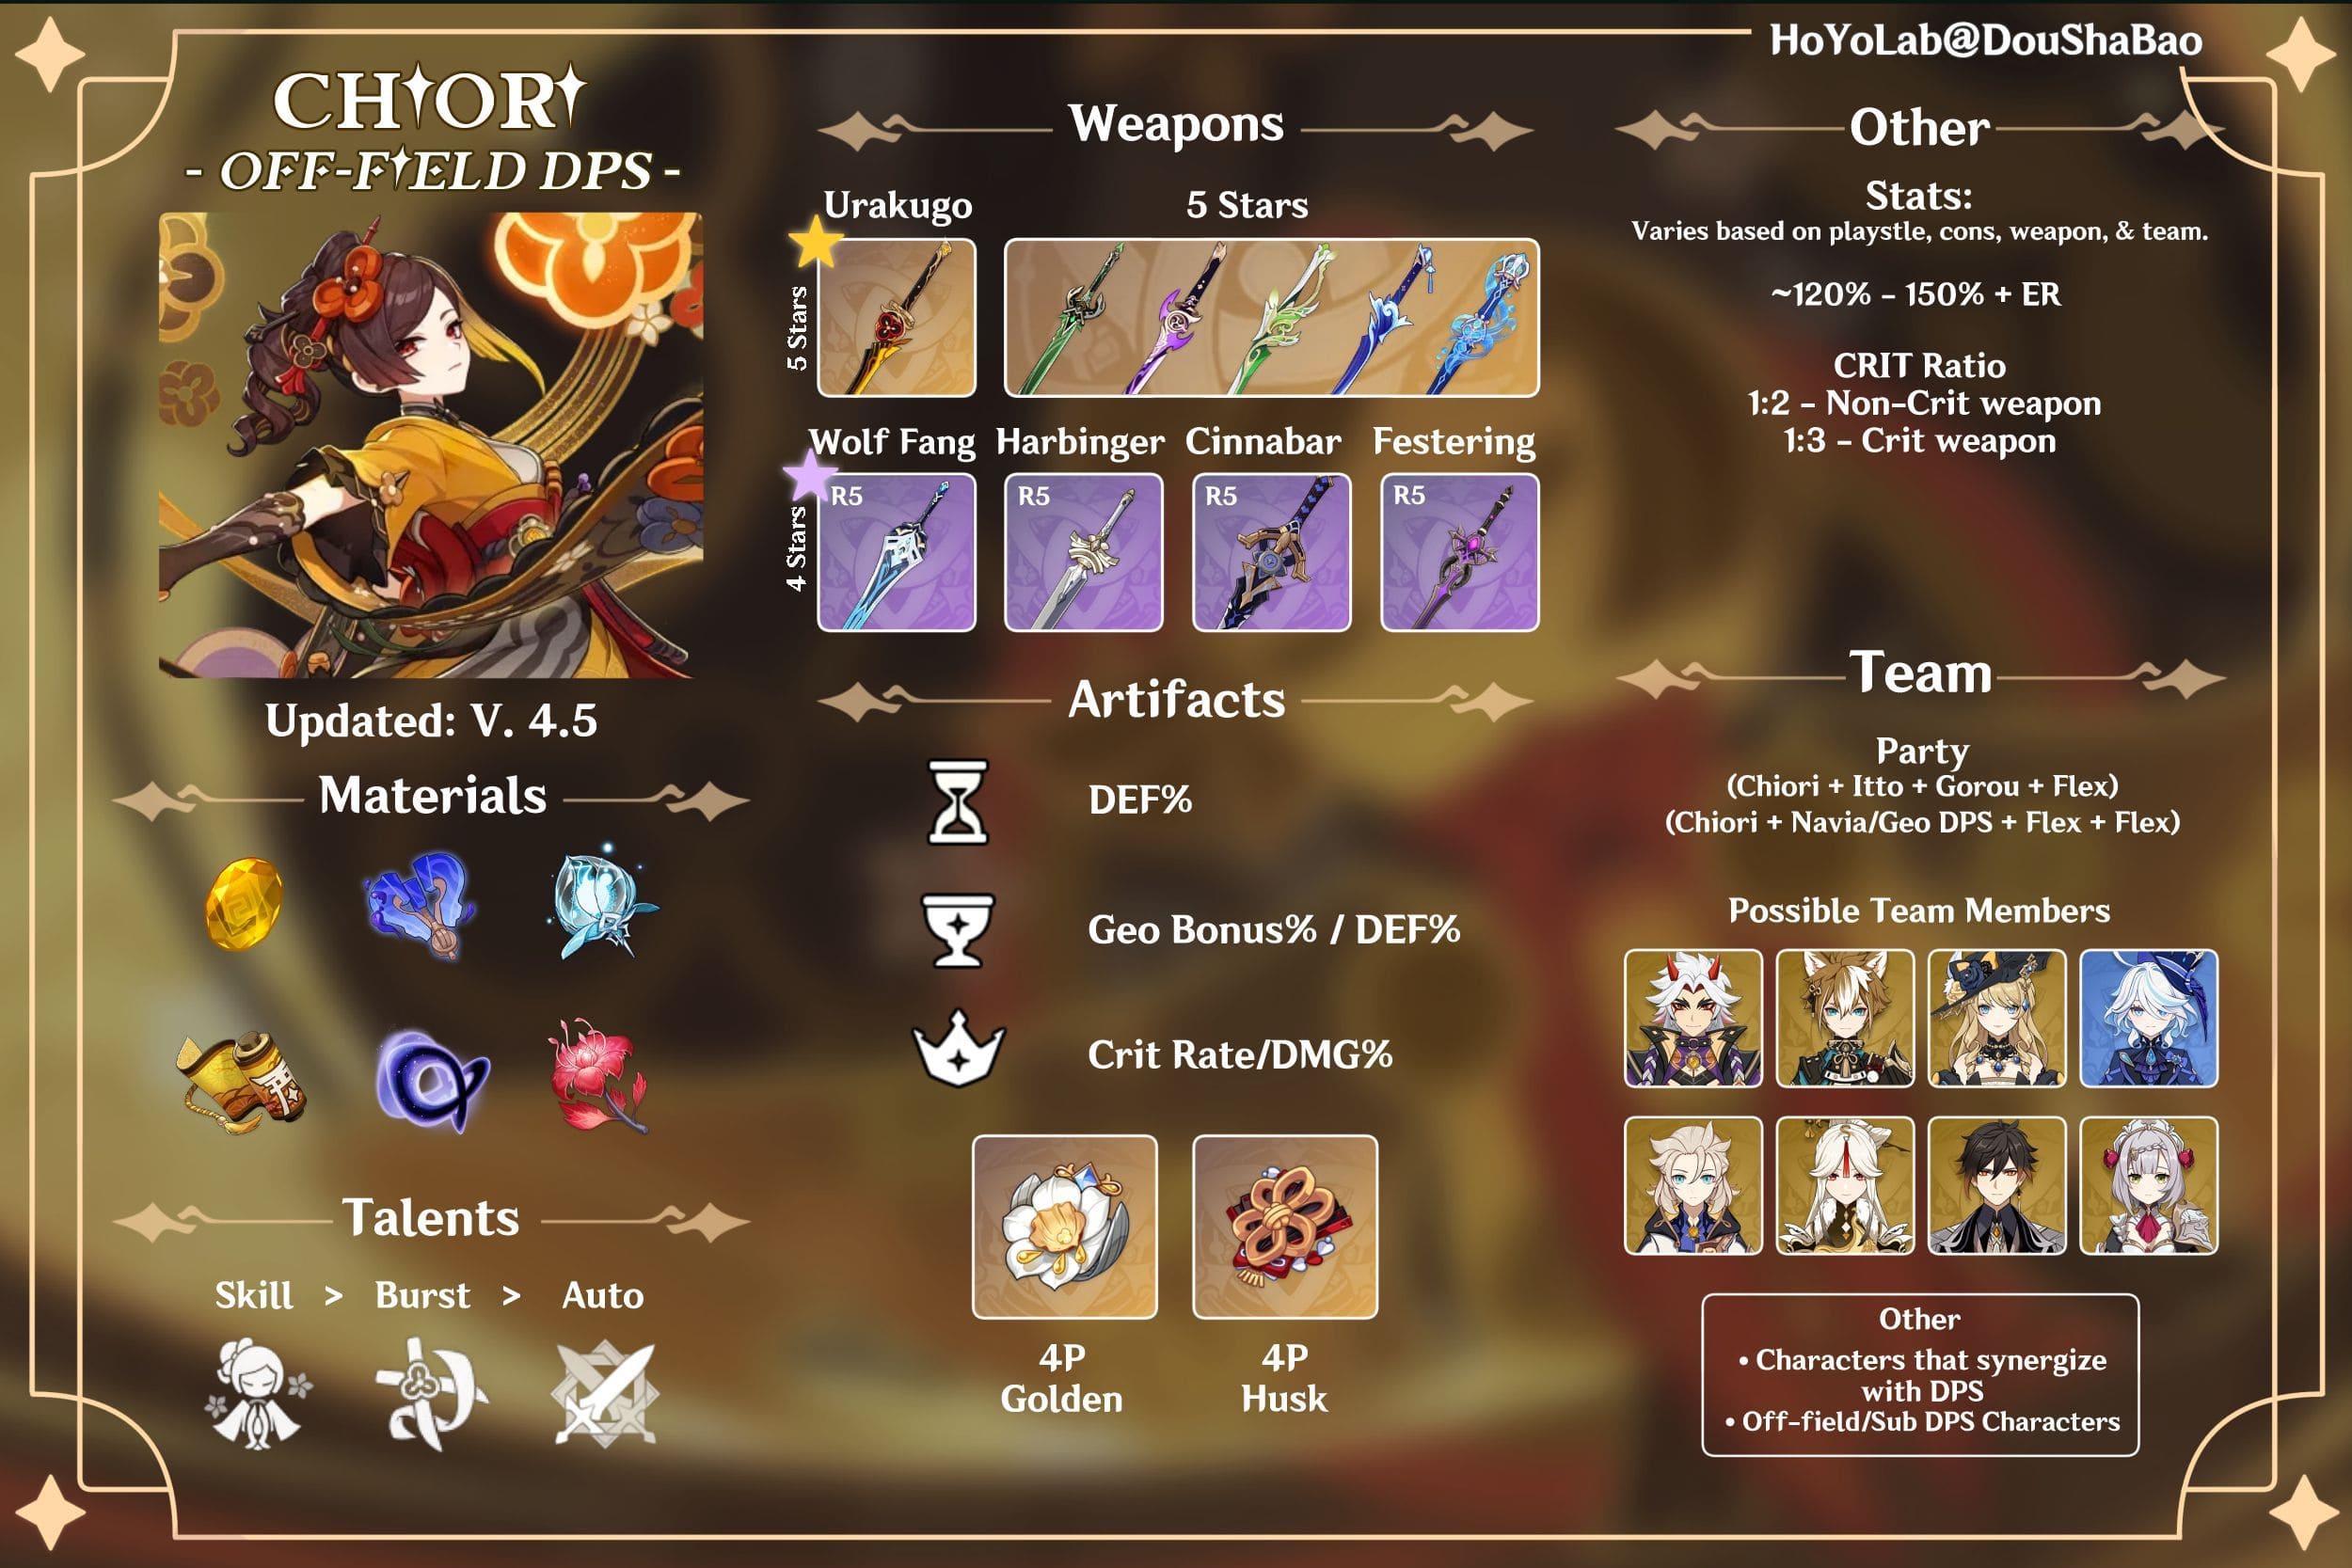 HoYoLab@DouShaBao
CHIORI
- OFF-FIELD DPS -
Updated: V. 4.5
Materials
Talents
Skill > Burst > Auto
Weapons
Urakugo
5 Stars
5 Stars
Wolf Fang
Harbinger
Cinnabar
Festering
4 Stars
R5
R5
R5
R5
Artifacts
DEF%
Geo Bonus% / DEF%
Crit Rate/DMG%
4P
Golden
4P
Husk
Other
Stats:
Varies based on playstle, cons, weapon, & team.
~120% - 150% + ER
CRIT Ratio
1:2 - Non-Crit weapon
1:3 - Crit weapon
Team
Party
(Chiori + Itto + Gorou + Flex)
(Chiori + Navia/Geo DPS + Flex + Flex)
Possible Team Members
Other
• Characters that synergize
with DPS
• Off-field/Sub DPS Characters